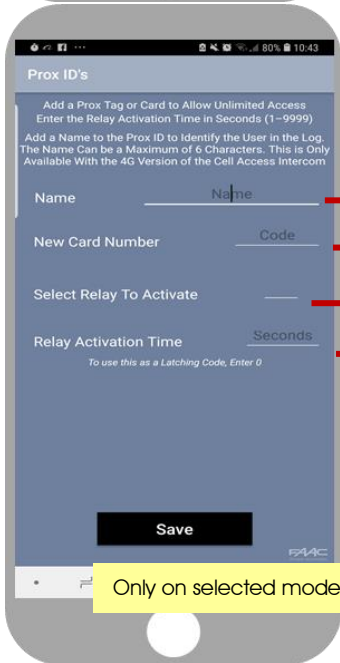 80% 10:43
Prox ID's
Add a Prox Tag or Card to Allow Unlimited Access
Enter the Relay Activation Time in Seconds (1-9999)
Add a Name to the Prox ID to Identify the User in the Log.
The Name Can be a Maximum of 6 Characters. This is Only
Available With the 4G Version of the Cell Access Intercom
Name Name
New Card Number Code
Select Relay To Activate
Relay Activation Time Seconds
To use this as a Latching Code, Enter 0
Save
FAAC
Only on selected mode